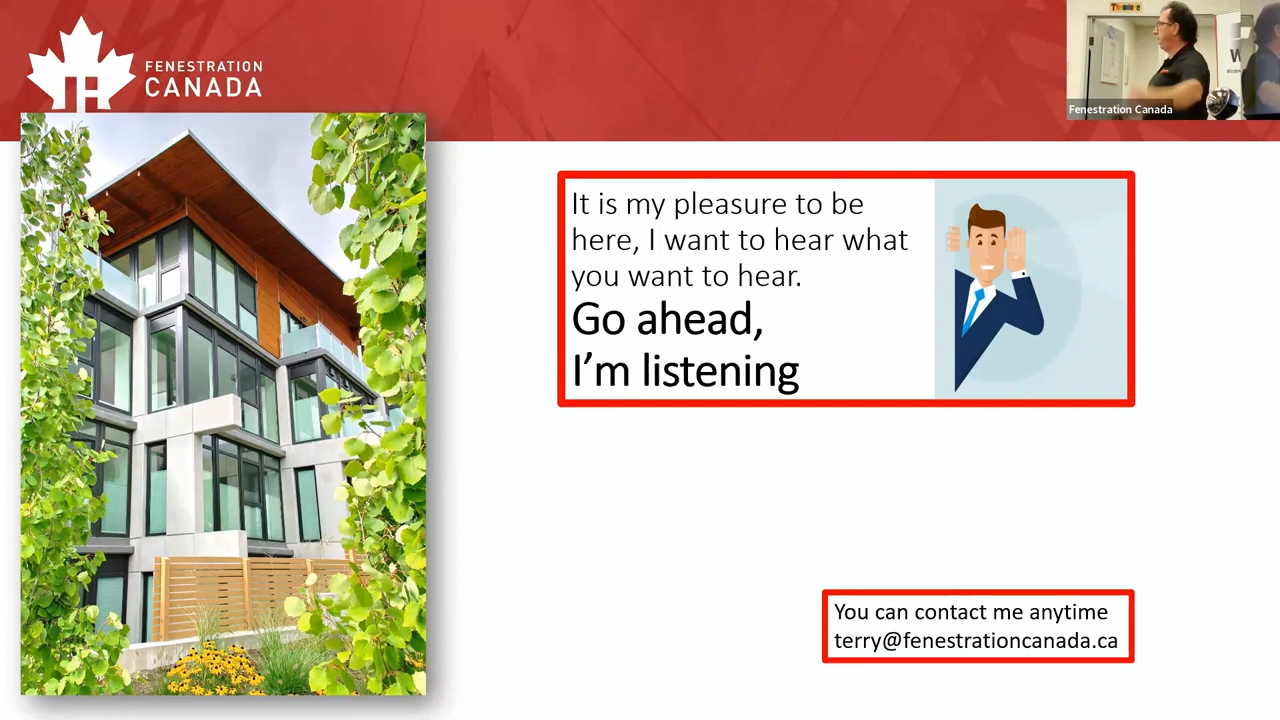 FENESTRATION
CANADA
Fenestration Canada
It is my pleasure to be
here, I want to hear what
you want to hear.
Go ahead,
I'm listening
You can contact me anytime
terry@fenestrationcanada.ca